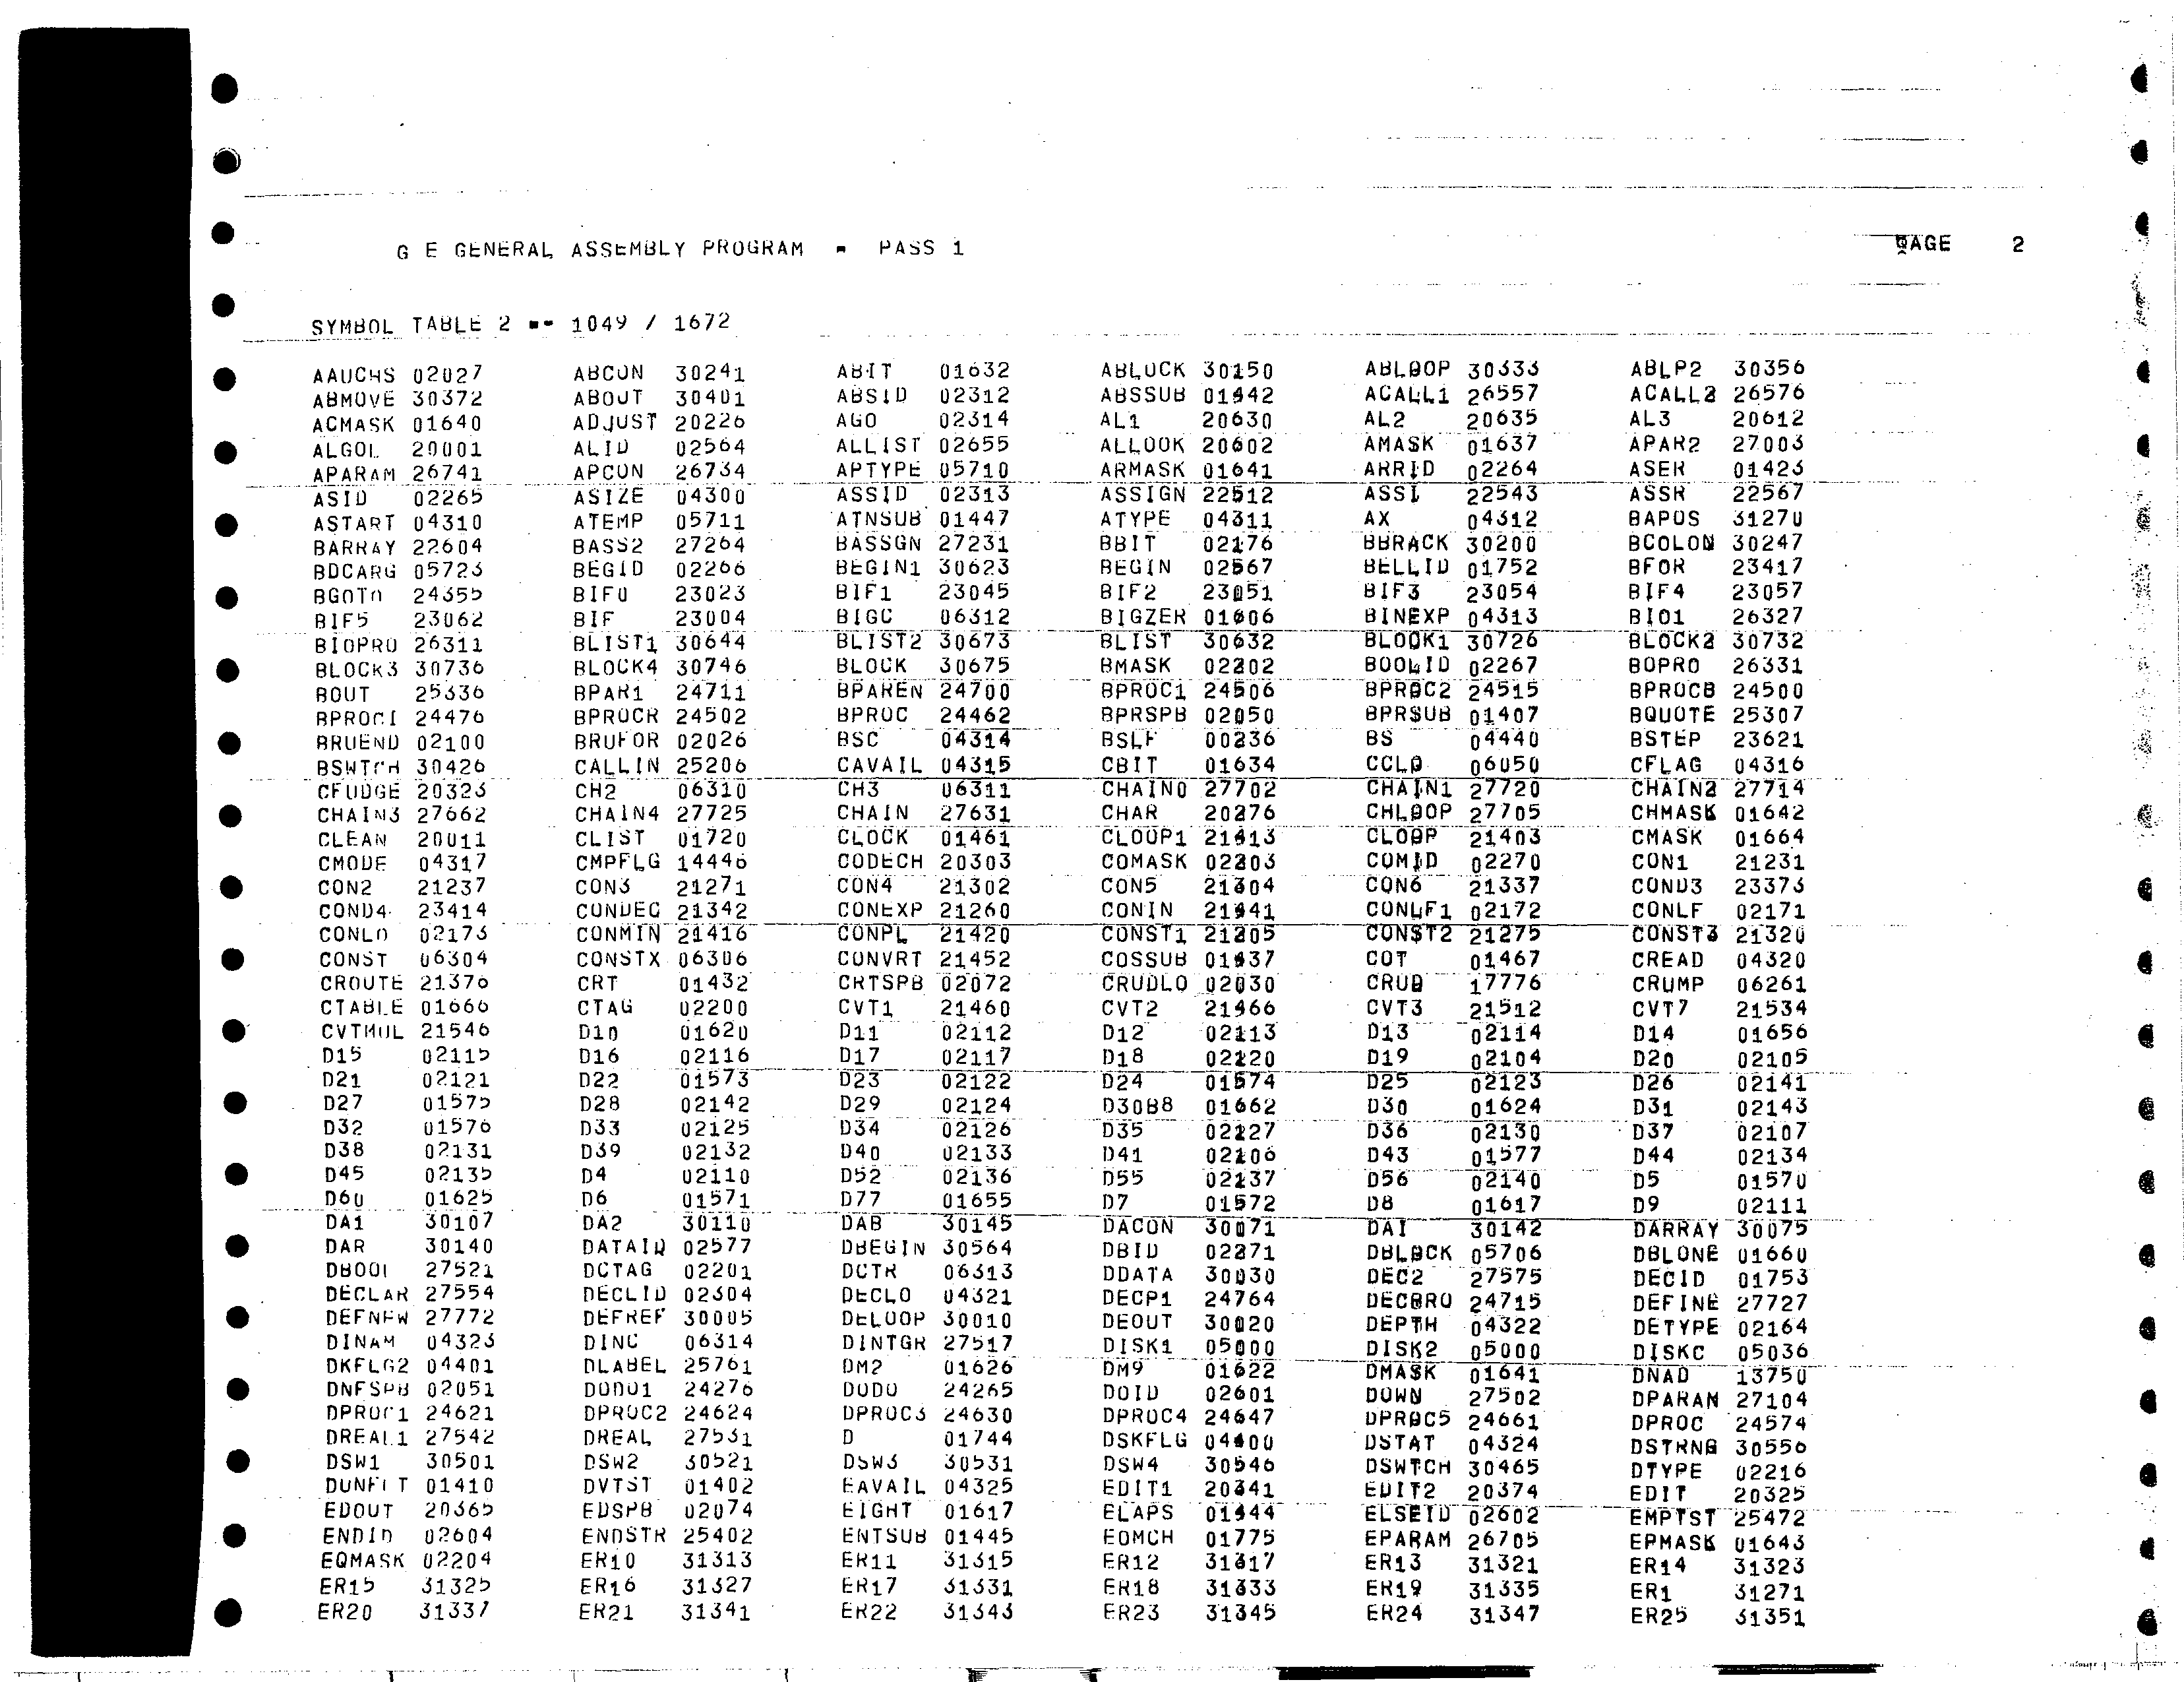 G E GENERAL ASSEMBLY PROGRAM - PASS 1 PAGE 2
SYMBOL TABLE 2 -- 1049 / 1672
AAUCHS 02027 ABCON 30241 ABIT 01632 ABLOCK 30150 ABLOOP 30333 ABLP2 30356
ABMOVE 30372 ABOUT 30401 ABSID 02312 ABSSUB 01442 ACALL1 26557 ACALL2 26576
ACMASK 01640 ADJUST 20226 AGO 02314 AL1 20630 AL2 20635 AL3 20612
ALGOL 20001 ALID 02564 ALLIST 02655 ALLOOK 20602 AMASK 01637 APAR2 27003
APARAM 26741 APCON 26734 APTYPE 05710 ARMASK 01641 ARRID 02264 ASER 01423
ASID 02265 ASIZE 04300 ASSID 02313 ASSIGN 22512 ASSI 22543 ASSR 22567
ASTART 04310 ATEMP 05711 ATNSUB 01447 ATYPE 04311 AX 04312 BAPOS 31270
BARRAY 22604 BASS2 27264 BASSGN 27231 BBIT 02176 BBRACK 30200 BCOLON 30247
BDCARG 05723 BEGID 02266 BEGIN1 30623 BEGIN 02567 BELLID 01752 BFOR 23417
BGOTO 24355 BIF0 23023 BIF1 23045 BIF2 23051 BIF3 23054 BIF4 23057
BIF5 23062 BIF 23004 BIGC 06312 BIGZER 01606 BINEXP 04313 BIO1 26327
BIOPRO 26311 BLIST1 30644 BLIST2 30673 BLIST 30632 BLOCK1 30726 BLOCK2 30732
BLOCK3 30736 BLOCK4 30746 BLOCK 30675 BMASK 02202 BOOLID 02267 BOPRO 26331
BOUT 25336 BPAR1 24711 BPAREN 24700 BPROC1 24506 BPROC2 24515 BPROCB 24500
BPROCI 24476 BPROCR 24502 BPROC 24462 BPRSPB 02050 BPRSUB 01407 BQUOTE 25307
BRUEND 02100 BRUFOR 02026 BSC 04314 BSLF 00236 BS 04440 BSTEP 23621
BSWTCH 30426 CALLIN 25206 CAVAIL 04315 CBIT 01634 CCLO 06050 CFLAG 04316
CFUDGE 20323 CH2 06310 CH3 06311 CHAIN0 27702 CHAIN1 27720 CHAIN2 27714
CHAIN3 27662 CHAIN4 27725 CHAIN 27631 CHAR 20276 CHLOOP 27705 CHMASK 01642
CLEAN 20011 CLIST 01720 CLOCK 01461 CLOOP1 21413 CLOOP 21403 CMASK 01664
CMODE 04317 CMPFLG 14446 CODECH 20303 COMASK 02203 COMID 02270 CON1 21231
CON2 21237 CON3 21271 CON4 21302 CON5 21304 CON6 21337 COND3 23373
COND4 23414 CONDEC 21342 CONEXP 21260 CONIN 21441 CONLF1 02172 CONLF 02171
CONLO 02173 CONMIN 21416 CONPL 21420 CONST1 21205 CONST2 21275 CONST3 21320
CONST 06304 CONSTX 06306 CONVRT 21452 COSSUB 01437 COT 01467 CREAD 04320
CROUTE 21376 CRT 01432 CRTSPB 02072 CRUDLO 02030 CRUD 17776 CRUMP 06261
CTABLE 01666 CTAG 02200 CVT1 21460 CVT2 21466 CVT3 21512 CVT7 21534
CVTMUL 21546 D10 01620 D11 02112 D12 02113 D13 02114 D14 01656
D15 02115 D16 02116 D17 02117 D18 02120 D19 02104 D20 02105
D21 02121 D22 01573 D23 02122 D24 01574 D25 02123 D26 02141
D27 01575 D28 02142 D29 02124 D30B8 01662 D30 01624 D31 02143
D32 01576 D33 02125 D34 02126 D35 02127 D36 02130 D37 02107
D38 02131 D39 02132 D40 02133 D41 02106 D43 01577 D44 02134
D45 02135 D4 02110 D52 02136 D55 02137 D56 02140 D5 01570
D60 01625 D6 01571 D77 01655 D7 01572 D8 01617 D9 02111
DA1 30107 DA2 30110 DAB 30145 DACON 30071 DAI 30142 DARRAY 30075
DAR 30140 DATAID 02577 DBEGIN 30564 DBID 02271 DBLOCK 05706 DBLONE 01660
DBOOL 27521 DCTAG 02201 DCTR 06313 DDATA 30030 DEC2 27575 DECID 01753
DECLAR 27554 DECLID 02304 DECLO 04321 DECP1 24764 DECPRO 24715 DEFINE 27727
DEFNEW 27772 DEFREF 30005 DELOOP 30010 DEOUT 30020 DEPTH 04322 DETYPE 02164
DINAM 04323 DINC 06314 DINTGR 27517 DISK1 05000 DISK2 05000 DISKC 05036
DKFLG2 04401 DLABEL 25761 DM2 01626 DM9 01622 DMASK 01641 DNAD 13750
DNFSPB 02051 DODO1 24276 DODO 24265 DOID 02601 DOWN 27502 DPARAM 27104
DPROC1 24621 DPROC2 24624 DPROC3 24630 DPROC4 24647 DPROC5 24661 DPROC 24574
DREAL1 27542 DREAL 27531 D 01744 DSKFLG 04400 DSTAT 04324 DSTRNG 30556
DSW1 30501 DSW2 30521 DSW3 30531 DSW4 30546 DSWTCH 30465 DTYPE 02216
DUNFLT 01410 DVTST 01402 EAVAIL 04325 EDIT1 20341 EDIT2 20374 EDIT 20325
EDOUT 20365 EDSPB 02074 EIGHT 01617 ELAPS 01444 ELSEID 02602 EMPTST 25472
ENDID 02604 ENDSTR 25402 ENTSUB 01445 EOMCH 01775 EPARAM 26705 EPMASK 01643
EQMASK 02204 ER10 31313 ER11 31315 ER12 31317 ER13 31321 ER14 31323
ER15 31325 ER16 31327 ER17 31331 ER18 31333 ER19 31335 ER1 31271
ER20 31337 ER21 31341 ER22 31343 ER23 31345 ER24 31347 ER25 31351